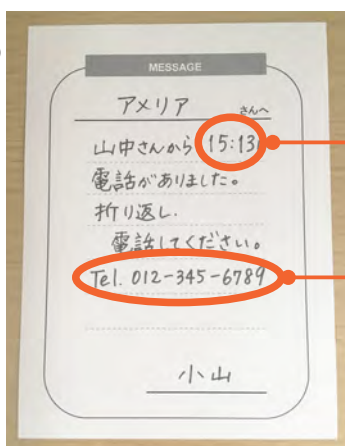 MESSAGE
アメリア さんへ
山中さんから 15:13
電話がありました。
折り返し.
電話してください。
Tel. 012-345-6789
小山